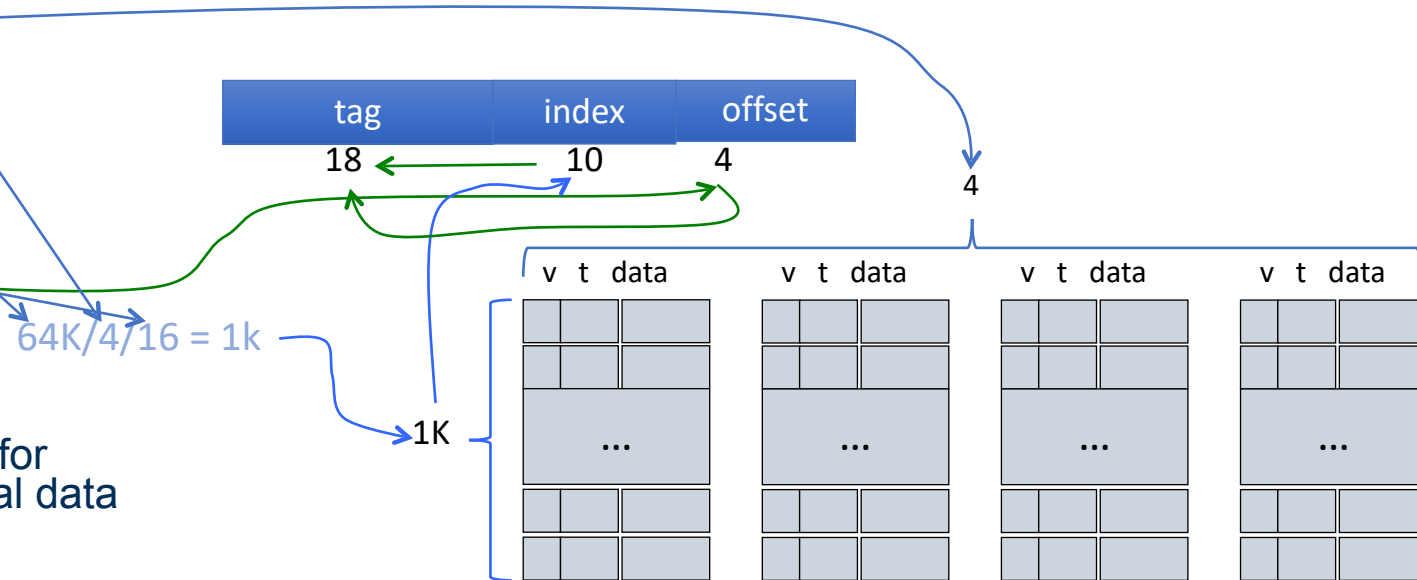 tag index offset
18 10 4
4
v t data v t data v t data v t data
64K/4/16 = 1k
1K
... ... ... ...
for
al data